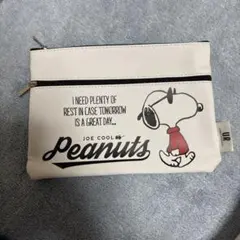 I NEED PLENTY OF
REST IN CASE TOMORROW
IS A GREAT DAY...
JOE COOL
Peanuts